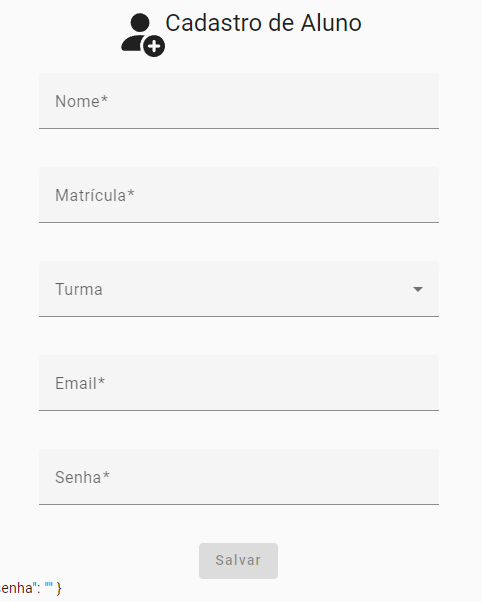 Cadastro de Aluno
Nome*
Matrícula*
Turma
Email*
Senha*
Salvar
enha": "" }